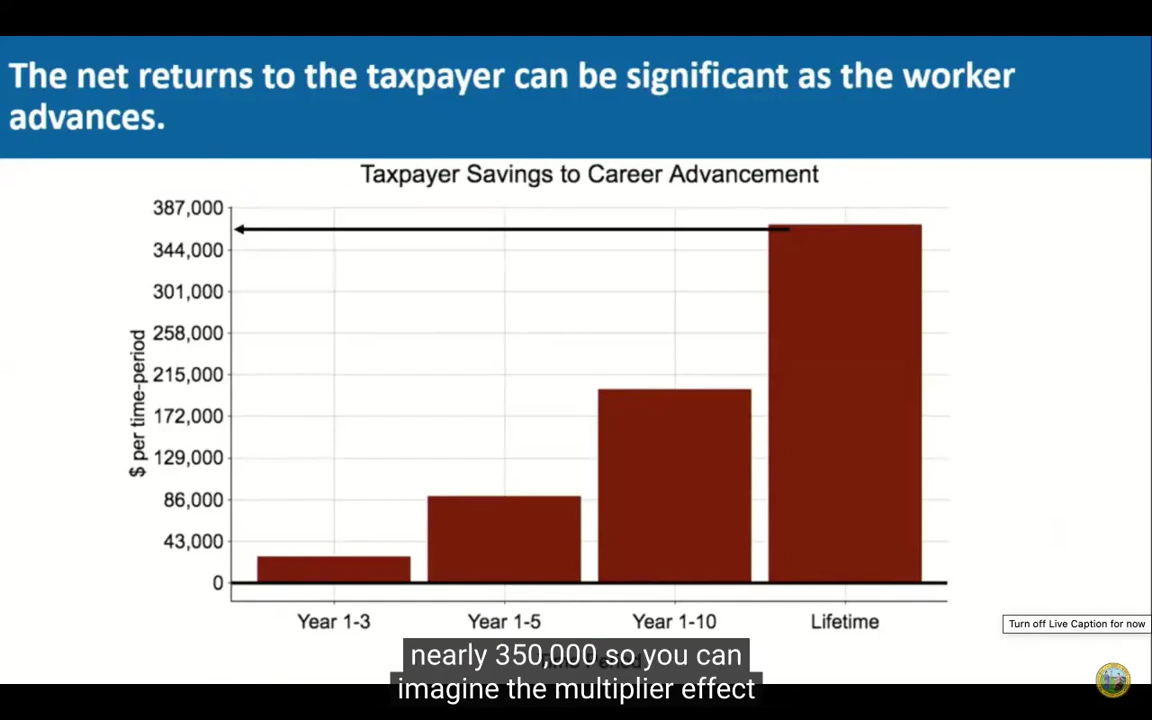 The net returns to the taxpayer can be significant as the worker
advances.
Taxpayer Savings to Career Advancement
387,000
344,000
301,000
258,000
215,000
172,000
129,000
86,000
43,000
0
$ per time-period
Year 1-3
Year 1-5
Year 1-10
Lifetime
Turn off Live Caption for now
nearly 350,000 so you can
imagine the multiplier effect